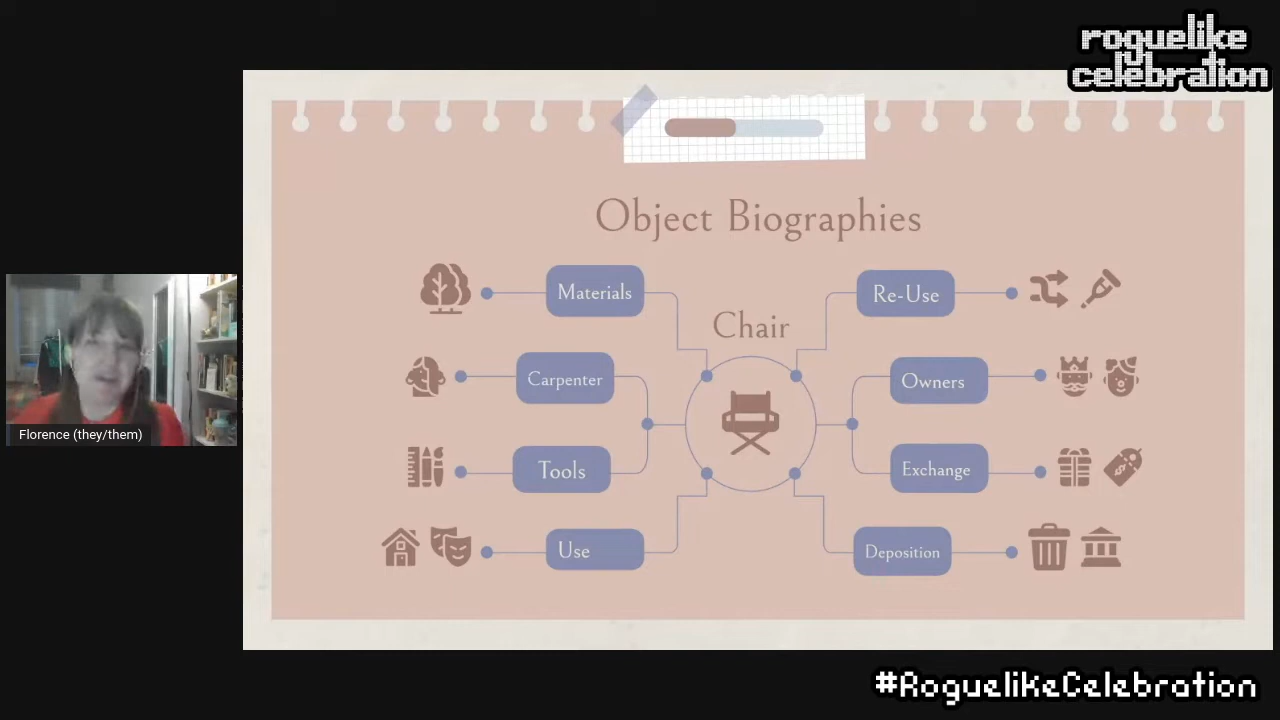 roguelike
celebration
Object Biographies
Materials
Re-Use
Chair
Carpenter
Owners
Tools
Exchange
Use
Deposition
Florence (they/them)
#RoguelikeCelebration